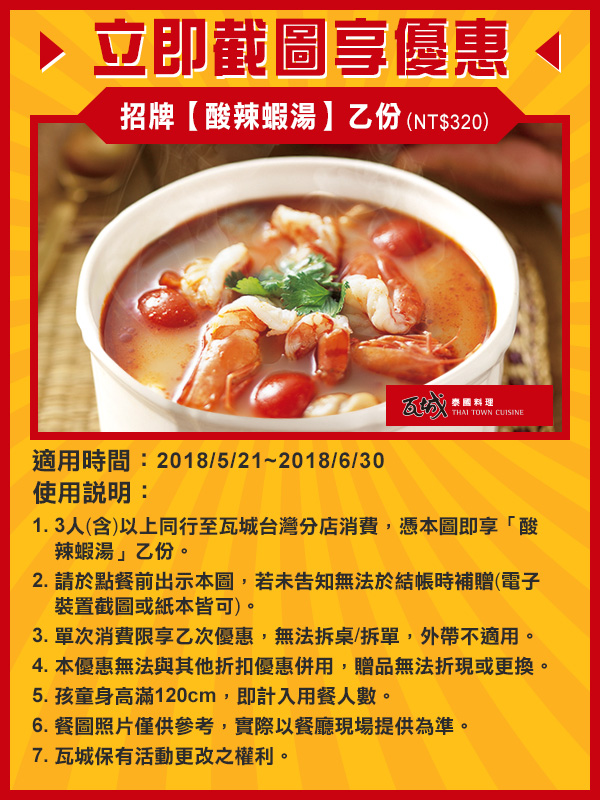 立即截圖享優惠
招牌【酸辣蝦湯】乙份(NT$320)
瓦城 泰國料理
THAI TOWN CUISINE
適用時間：2018/5/21~2018/6/30
使用説明：
1. 3人(含)以上同行至瓦城台灣分店消費，憑本圖即享「酸
辣蝦湯」乙份。
2. 請於點餐前出示本圖，若未告知無法於結帳時補贈(電子
裝置截圖或紙本皆可)。
3. 單次消費限享乙次優惠，無法拆桌/拆單，外帶不適用。
4. 本優惠無法與其他折扣優惠併用，贈品無法折現或更換。
5. 孩童身高滿120cm，即計入用餐人數。
6. 餐圖照片僅供參考，實際以餐廳現場提供為準。
7. 瓦城保有活動更改之權利。